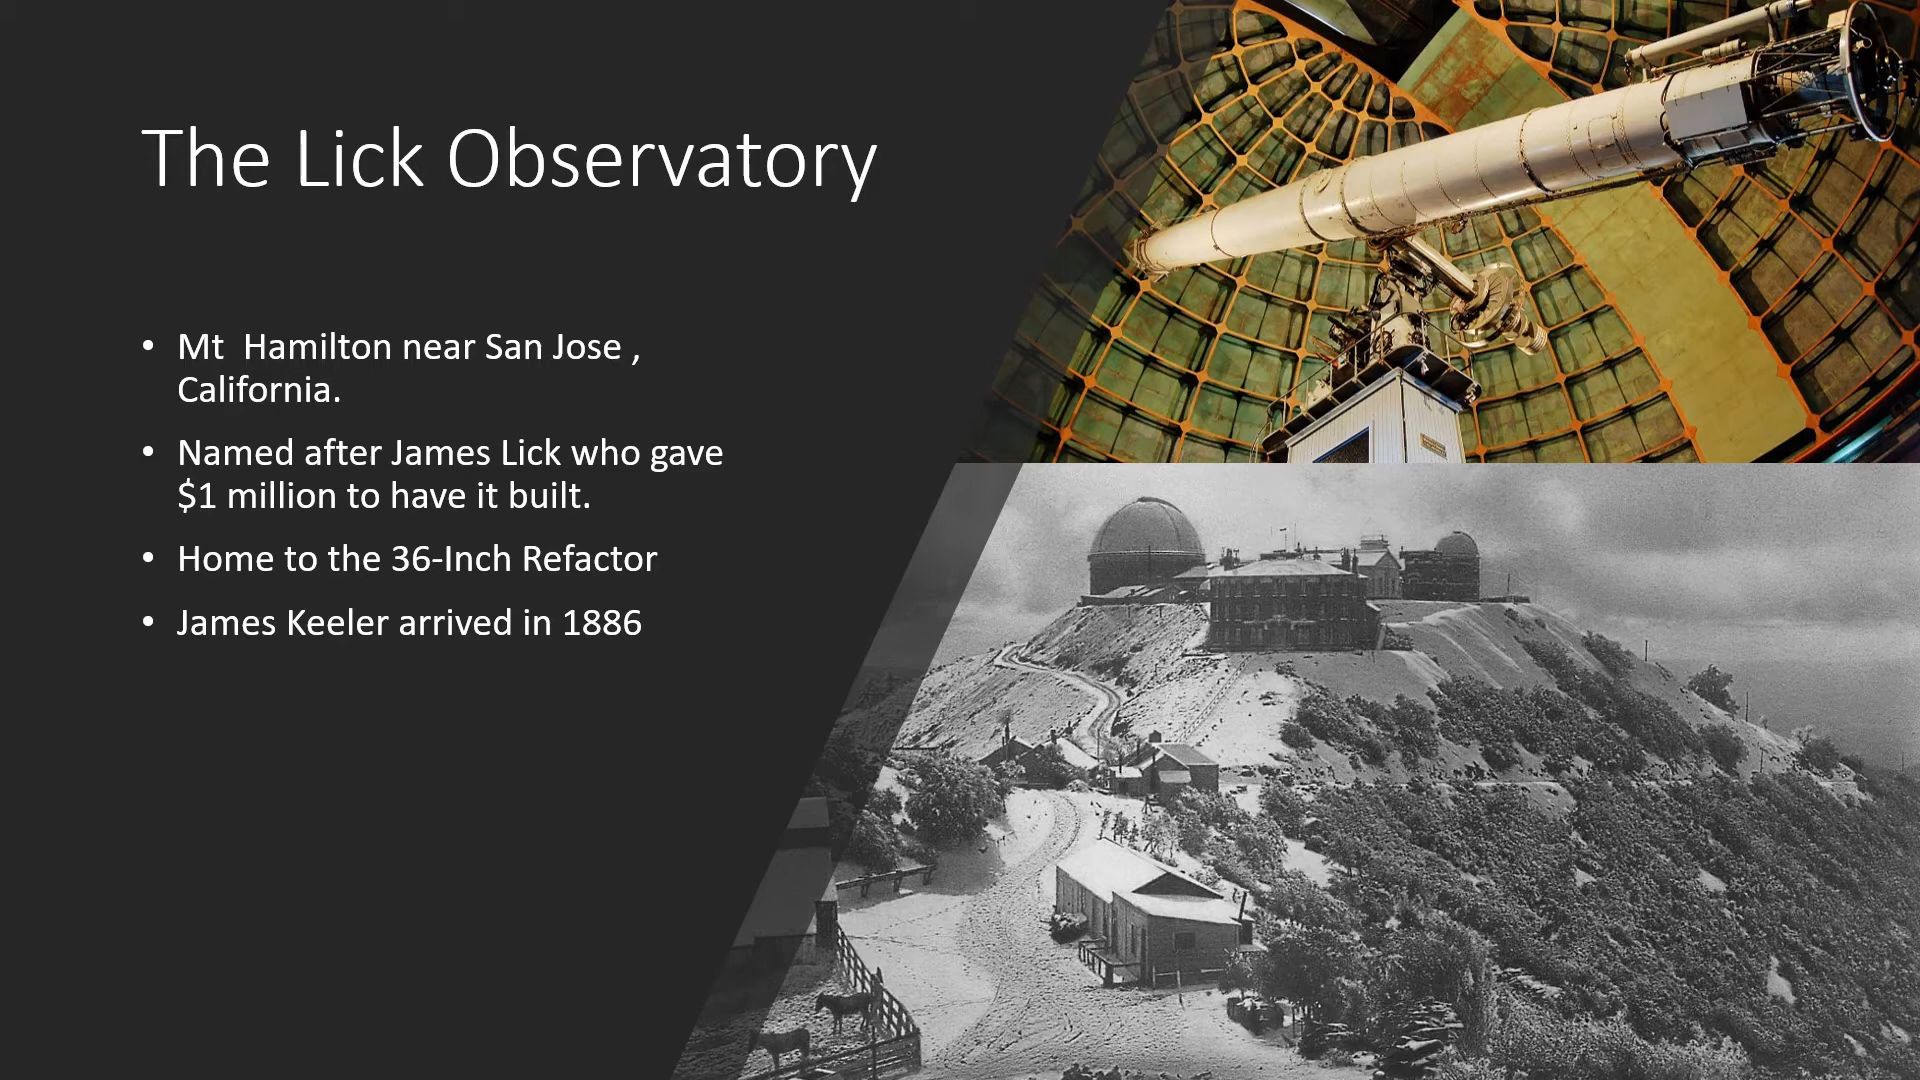 The Lick Observatory
• Mt  Hamilton near San Jose ,
California.
• Named after James Lick who gave
$1 million to have it built.
• Home to the 36-Inch Refactor
• James Keeler arrived in 1886